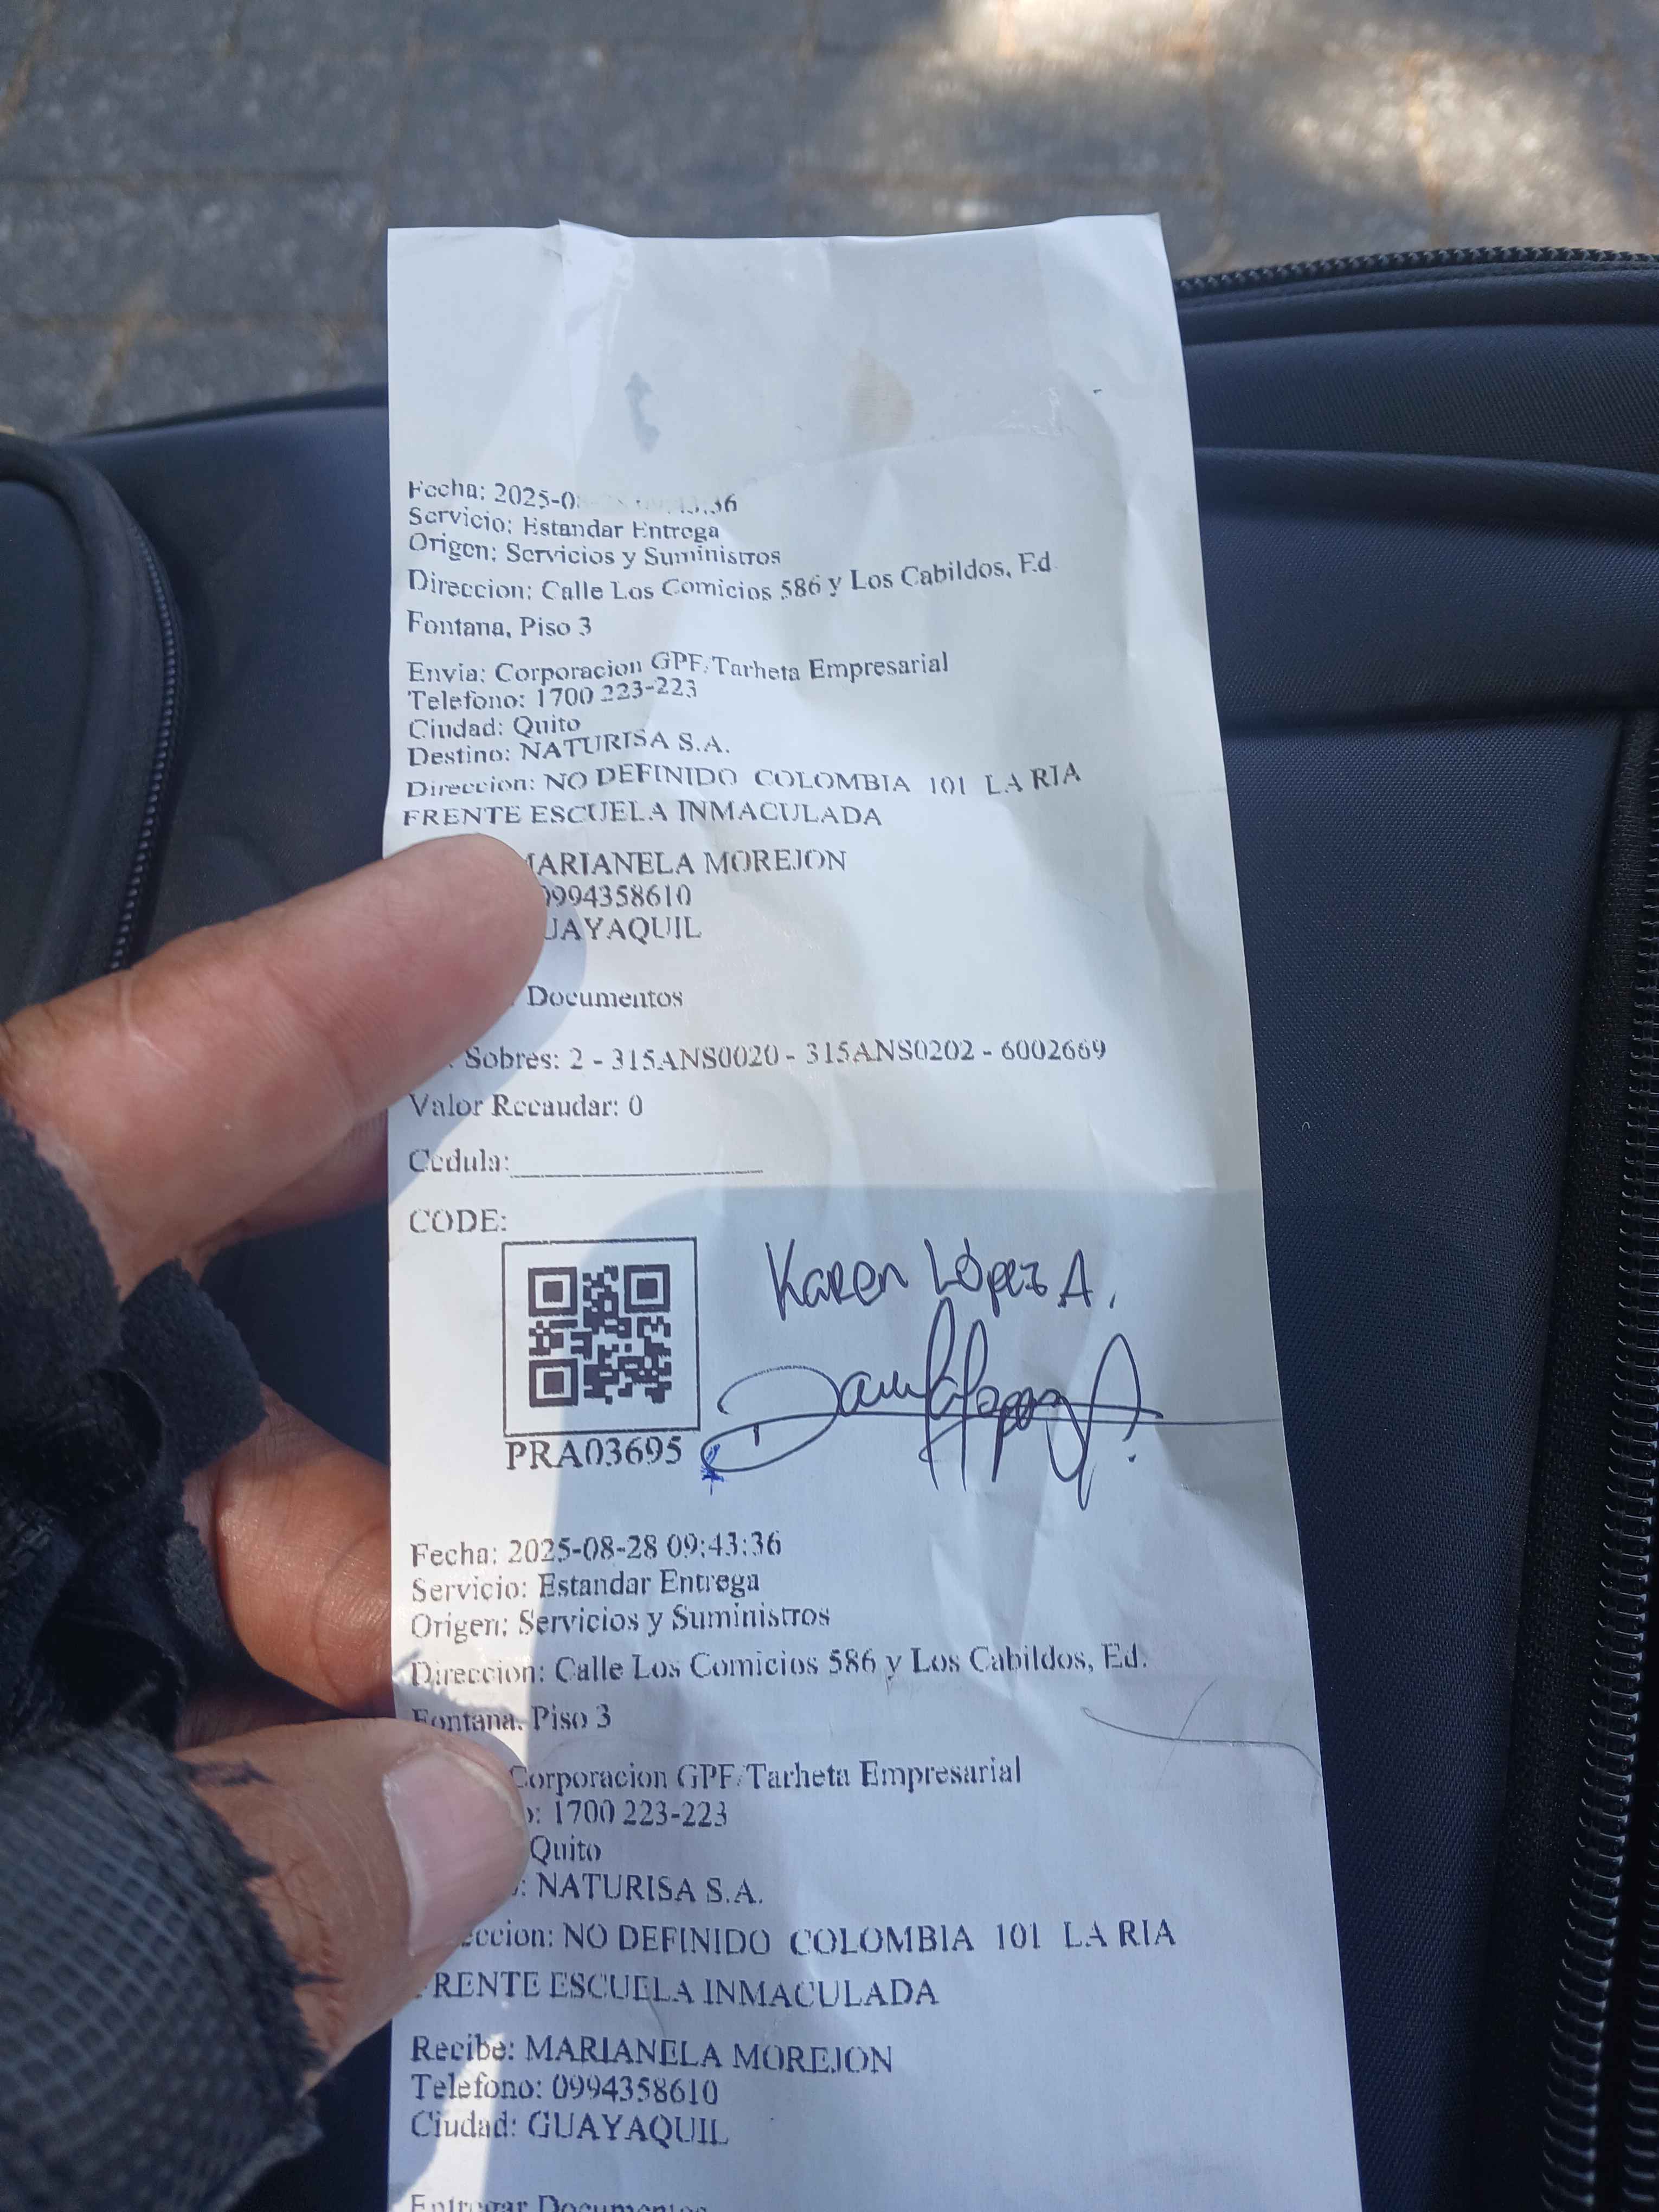 Fecha: 2025-0 36
Servicio: Estandar Entrega
Origen: Servicios y Suministros
Direccion: Calle Los Comicios 586 y Los Cabildos, Ed.
Fontana, Piso 3
Envia: Corporacion GPF/Tarheta Empresarial
Telefono: 1700 223-223
Ciudad: Quito
Destino: NATURISA S.A.
Direccion: NO DEFINIDO COLOMBIA 101 LA RIA
FRENTE ESCUELA INMACULADA
MARIANELA MOREJON
0994358610
UAYAQUIL
Documentos
Sobres: 2 - 315ANS0020 - 315ANS0202 - 6002669
Valor Recaudar: 0
Cedula:
CODE:
Karen López A.
PRA03695
Fecha: 2025-08-28 09:43:36
Servicio: Estandar Entrega
Origen: Servicios y Suministros
Direccion: Calle Los Comicios 586 y Los Cabildos, Ed.
Fontana, Piso 3
Corporacion GPF/Tarheta Empresarial
o: 1700 223-223
Quito
: NATURISA S.A.
eccion: NO DEFINIDO COLOMBIA 101 LA RIA
FRENTE ESCUELA INMACULADA
Recibe: MARIANELA MOREJON
Telefono: 0994358610
Ciudad: GUAYAQUIL
Entregar Documentos